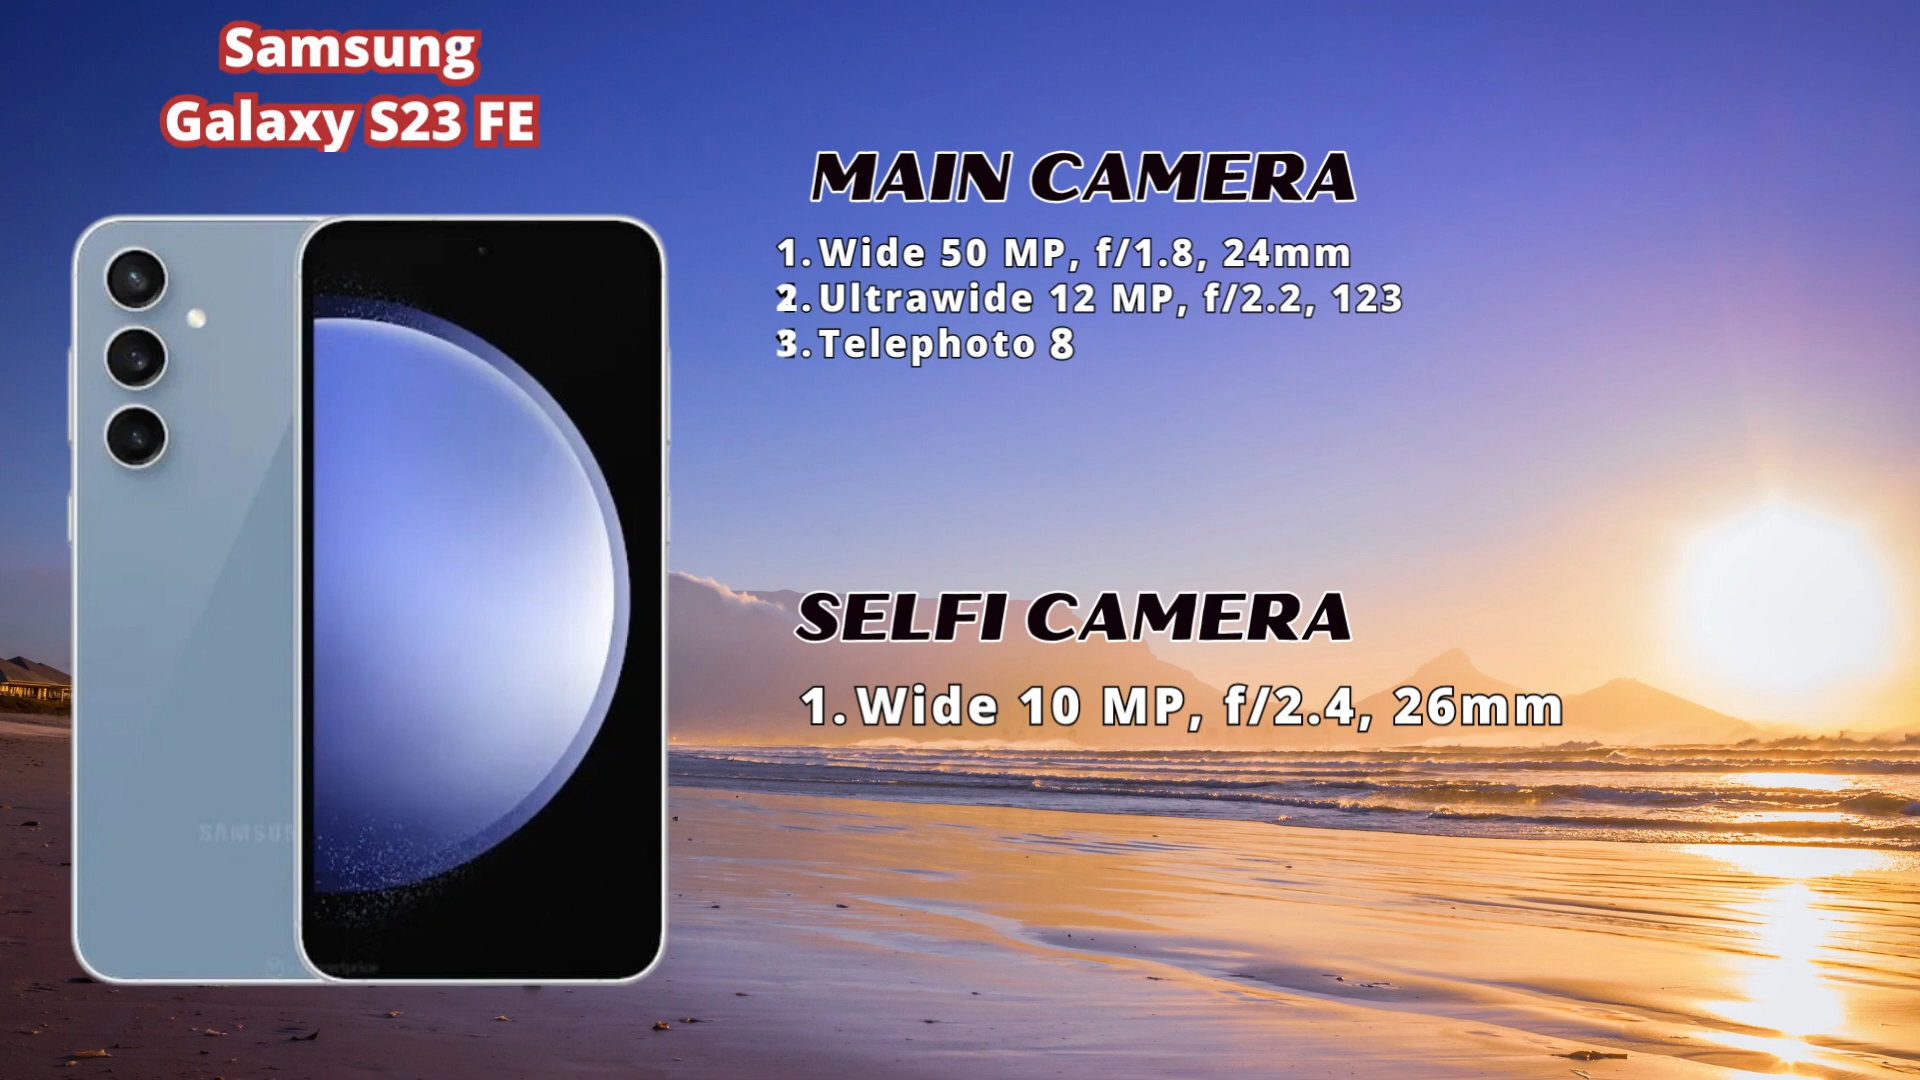 Samsung
Galaxy S23 FE
MAIN CAMERA
1. Wide 50 MP, f/1.8, 24mm
2. Ultrawide 12 MP, f/2.2, 123
3. Telephoto 8
SELFI CAMERA
1. Wide 10 MP, f/2.4, 26mm
SAMSUN